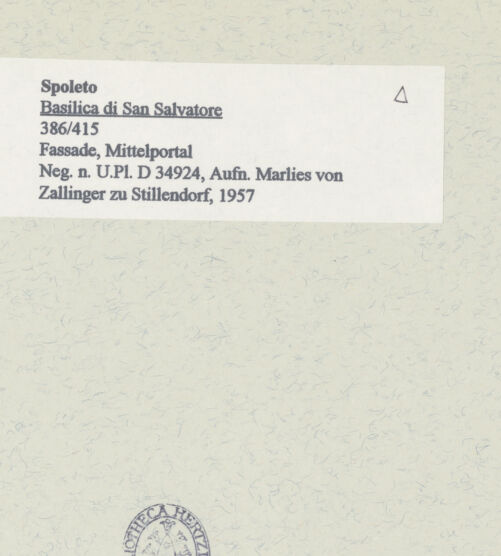 Spoleto
Basilica di San Salvatore
386/415
Fassade, Mittelportal
Neg. n. U.Pl. D 34924, Aufn. Marlies von
Zallinger zu Stillendorf, 1957